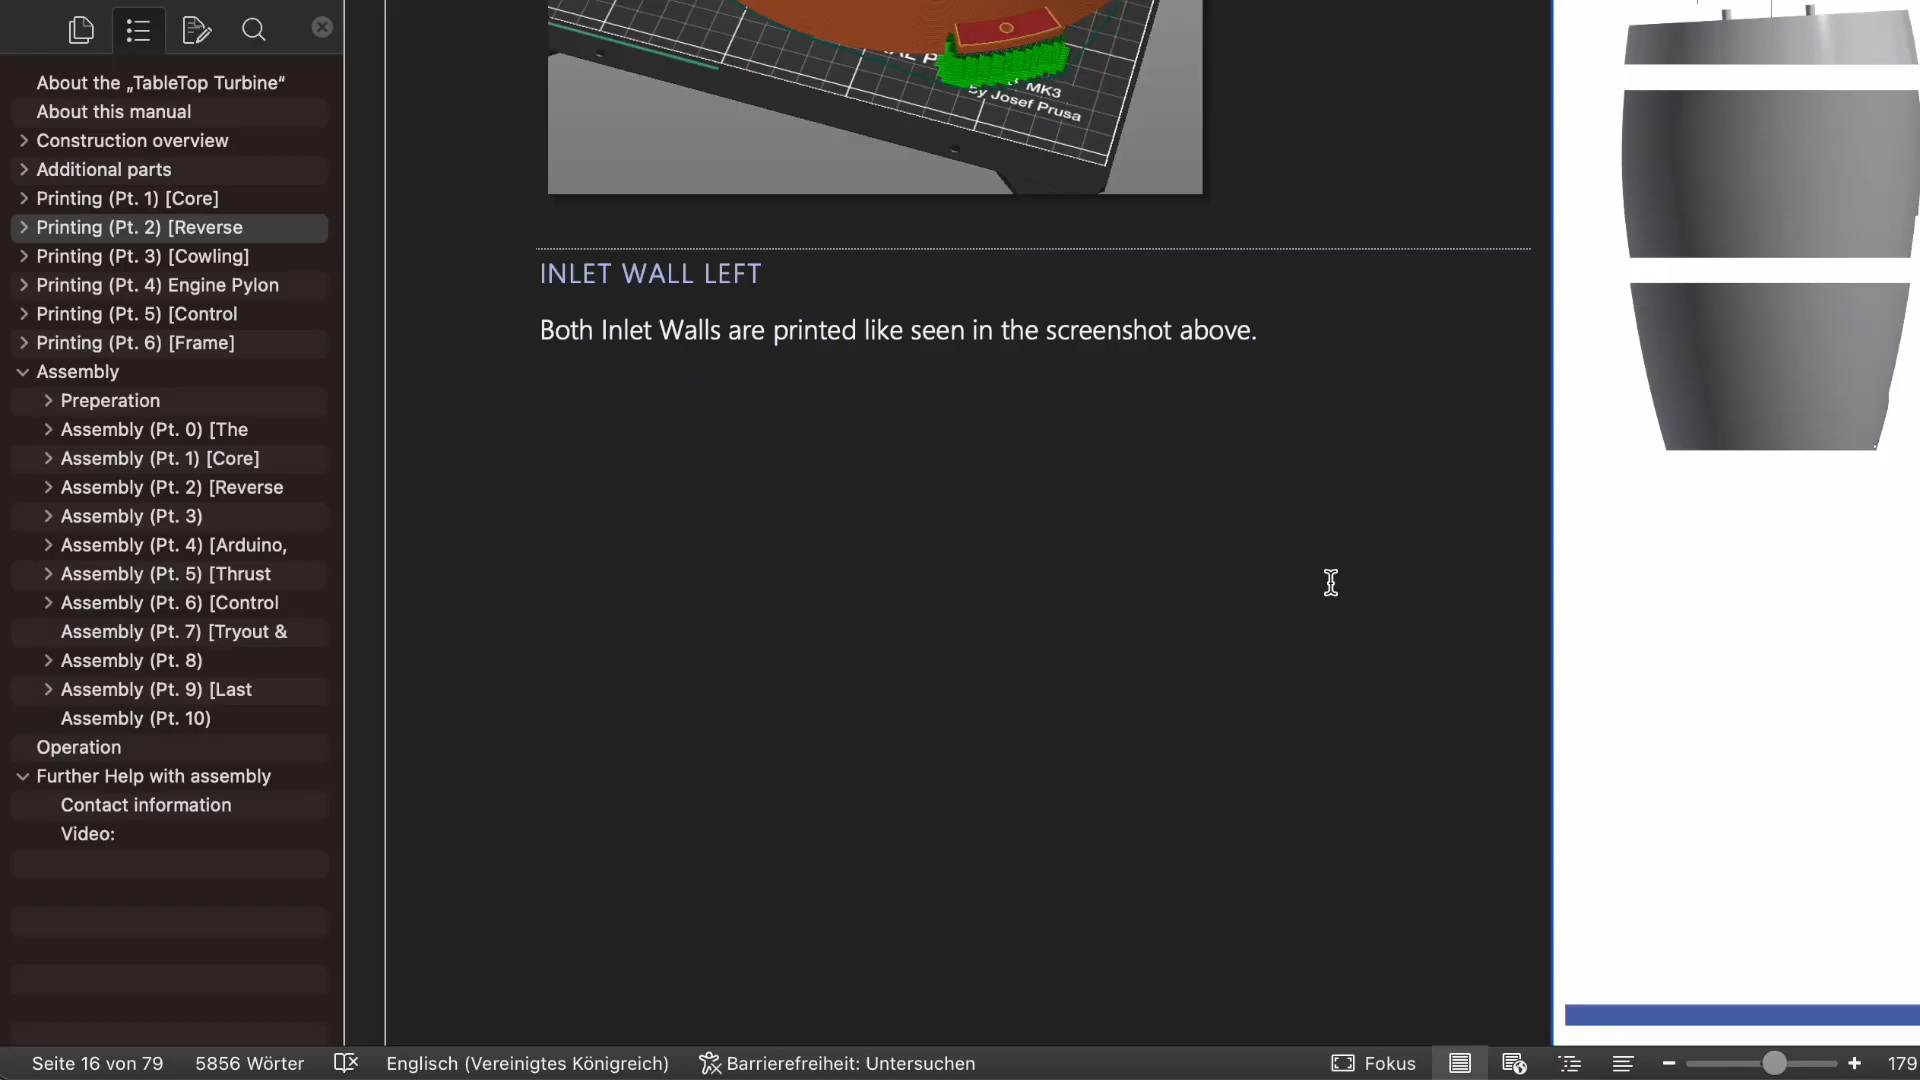 About the „TableTop Turbine“
About this manual
Construction overview
Additional parts
Printing (Pt. 1) [Core]
Printing (Pt. 2) [Reverse
Printing (Pt. 3) [Cowling]
Printing (Pt. 4) Engine Pylon
Printing (Pt. 5) [Control
Printing (Pt. 6) [Frame]
Assembly
Preperation
Assembly (Pt. 0) [The
Assembly (Pt. 1) [Core]
Assembly (Pt. 2) [Reverse
Assembly (Pt. 3)
Assembly (Pt. 4) [Arduino,
Assembly (Pt. 5) [Thrust
Assembly (Pt. 6) [Control
Assembly (Pt. 7) [Tryout &
Assembly (Pt. 8)
Assembly (Pt. 9) [Last
Assembly (Pt. 10)
Operation
Further Help with assembly
Contact information
Video:
MK3
by Josef Prusa
INLET WALL LEFT
Both Inlet Walls are printed like seen in the screenshot above.
Seite 16 von 79
5856 Wörter
Englisch (Vereinigtes Königreich)
Barrierefreiheit: Untersuchen
Fokus
179